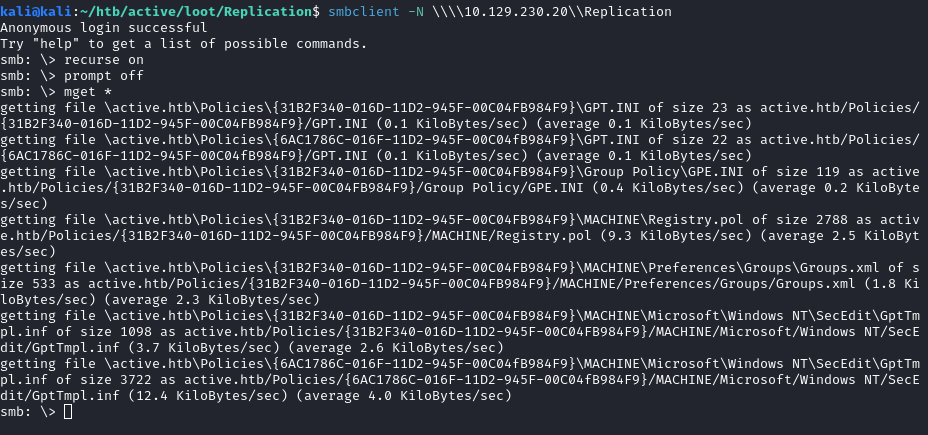 kali@kali:~/htb/active/loot/Replication$ smbclient -N \\\\10.129.230.20\\Replication
Anonymous login successful
Try "help" to get a list of possible commands.
smb: \> recurse on
smb: \> prompt off
smb: \> mget *
getting file \active.htb\Policies\{31B2F340-016D-11D2-945F-00C04FB984F9}\GPT.INI of size 23 as active.htb/Policies/
{31B2F340-016D-11D2-945F-00C04FB984F9}/GPT.INI (0.1 KiloBytes/sec) (average 0.1 KiloBytes/sec)
getting file \active.htb\Policies\{6AC1786C-016F-11D2-945F-00C04fB984F9}\GPT.INI of size 22 as active.htb/Policies/
{6AC1786C-016F-11D2-945F-00C04fB984F9}/GPT.INI (0.1 KiloBytes/sec) (average 0.1 KiloBytes/sec)
getting file \active.htb\Policies\{31B2F340-016D-11D2-945F-00C04FB984F9}\Group Policy\GPE.INI of size 119 as active
.htb/Policies/{31B2F340-016D-11D2-945F-00C04FB984F9}/Group Policy/GPE.INI (0.4 KiloBytes/sec) (average 0.2 KiloByte
s/sec)
getting file \active.htb\Policies\{31B2F340-016D-11D2-945F-00C04FB984F9}\MACHINE\Registry.pol of size 2788 as activ
e.htb/Policies/{31B2F340-016D-11D2-945F-00C04FB984F9}/MACHINE/Registry.pol (9.3 KiloBytes/sec) (average 2.5 KiloByt
es/sec)
getting file \active.htb\Policies\{31B2F340-016D-11D2-945F-00C04FB984F9}\MACHINE\Preferences\Groups\Groups.xml of s
ize 533 as active.htb/Policies/{31B2F340-016D-11D2-945F-00C04FB984F9}/MACHINE/Preferences/Groups/Groups.xml (1.8 Ki
loBytes/sec) (average 2.3 KiloBytes/sec)
getting file \active.htb\Policies\{31B2F340-016D-11D2-945F-00C04FB984F9}\MACHINE\Microsoft\Windows NT\SecEdit\GptTm
pl.inf of size 1098 as active.htb/Policies/{31B2F340-016D-11D2-945F-00C04FB984F9}/MACHINE/Microsoft/Windows NT/SecE
dit/GptTmpl.inf (3.7 KiloBytes/sec) (average 2.6 KiloBytes/sec)
getting file \active.htb\Policies\{6AC1786C-016F-11D2-945F-00C04fB984F9}\MACHINE\Microsoft\Windows NT\SecEdit\GptTm
pl.inf of size 3722 as active.htb/Policies/{6AC1786C-016F-11D2-945F-00C04fB984F9}/MACHINE/Microsoft/Windows NT/SecE
dit/GptTmpl.inf (12.4 KiloBytes/sec) (average 4.0 KiloBytes/sec)
smb: \>